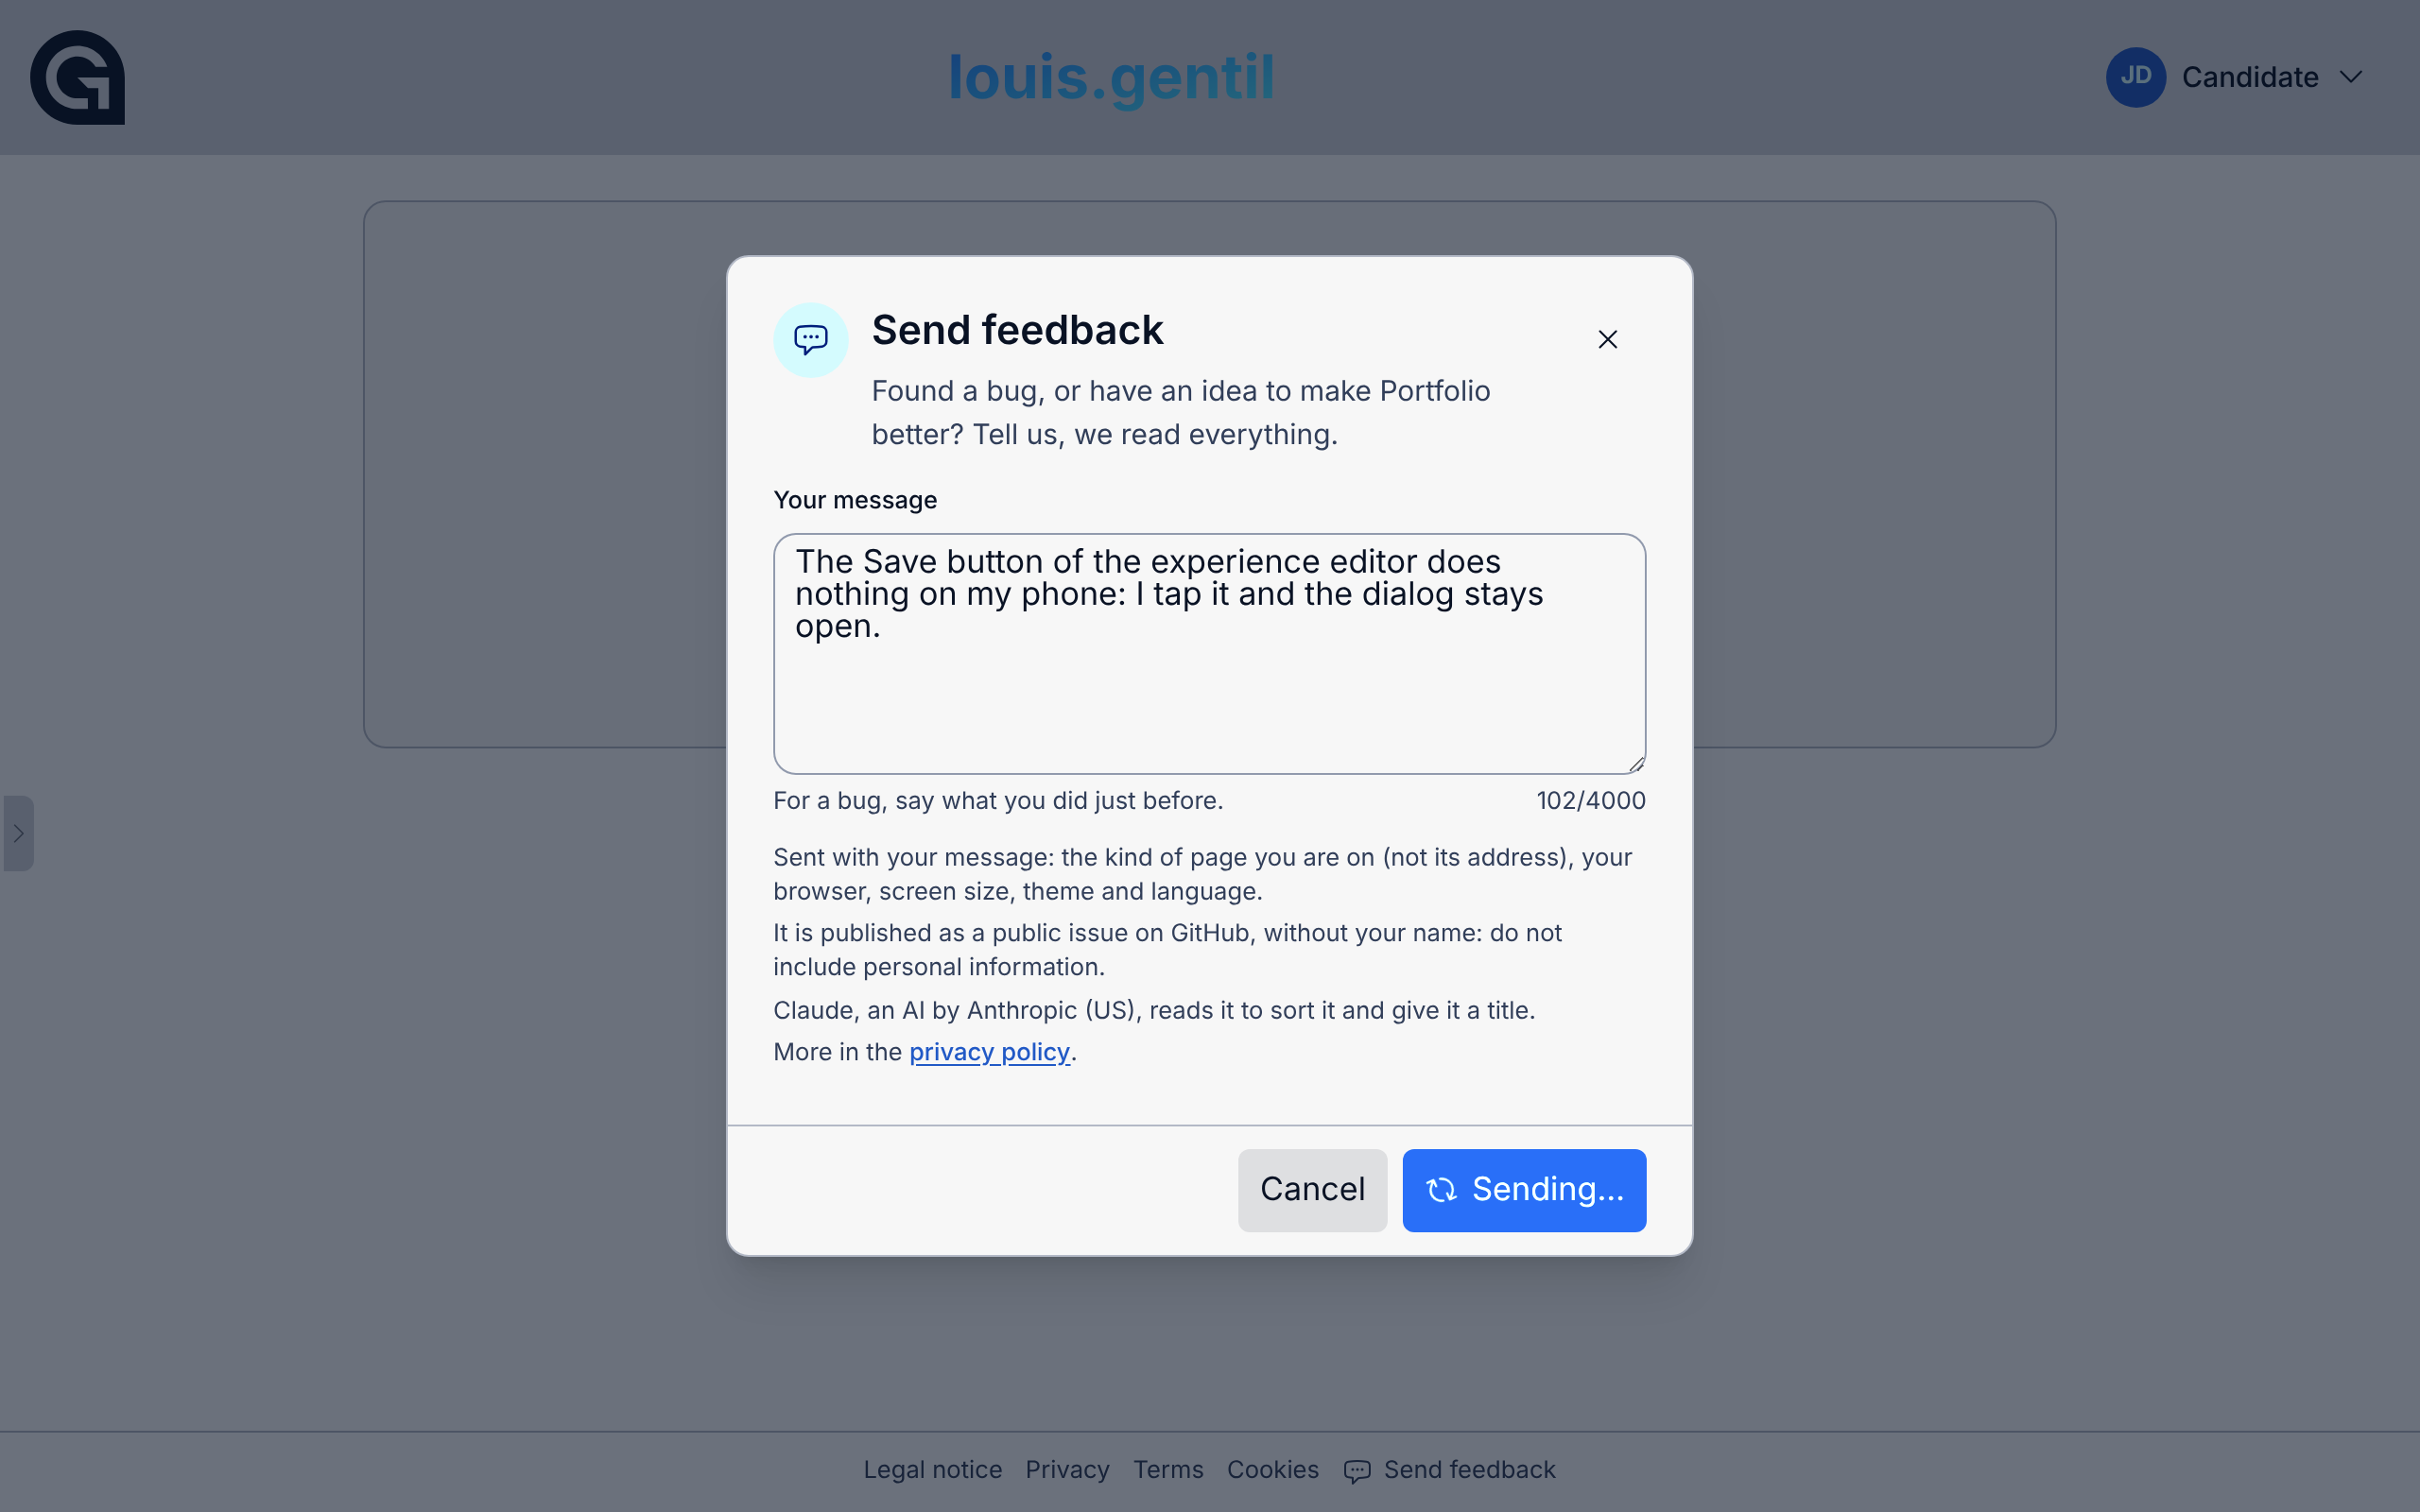 louis.gentil
JD Candidate
Send feedback
Found a bug, or have an idea to make Portfolio
better? Tell us, we read everything.
Your message
The Save button of the experience editor does
nothing on my phone: I tap it and the dialog stays
open.
For a bug, say what you did just before. 102/4000
Sent with your message: the kind of page you are on (not its address), your
browser, screen size, theme and language.
It is published as a public issue on GitHub, without your name: do not
include personal information.
Claude, an AI by Anthropic (US), reads it to sort it and give it a title.
More in the privacy policy.
Cancel Sending...
Legal notice Privacy Terms Cookies Send feedback